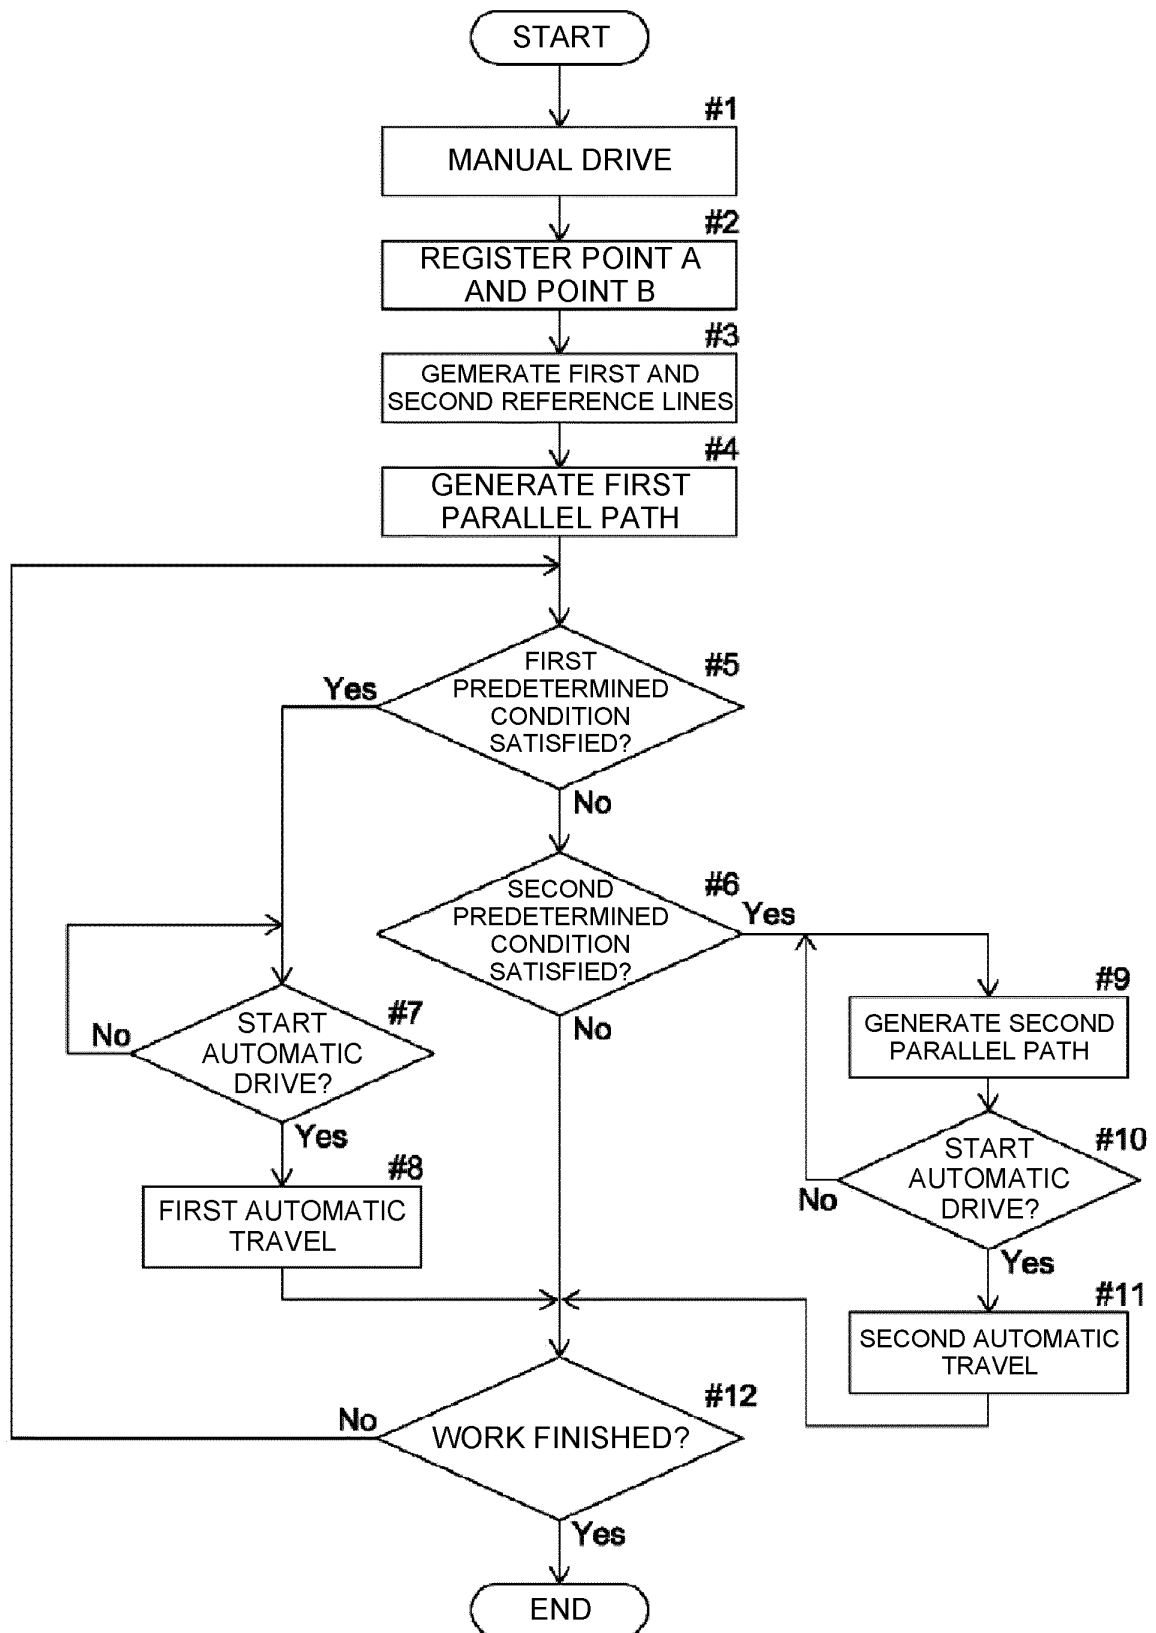 START
#1
MANUAL DRIVE
#2
REGISTER POINT A
AND POINT B
#3
GEMERATE FIRST AND
SECOND REFERENCE LINES
#4
GENERATE FIRST
PARALLEL PATH
#5
FIRST
PREDETERMINED
CONDITION
SATISFIED?
Yes
No
#6
SECOND
PREDETERMINED
CONDITION
SATISFIED?
Yes
No
#7
START
AUTOMATIC
DRIVE?
No
Yes
#8
FIRST AUTOMATIC
TRAVEL
#9
GENERATE SECOND
PARALLEL PATH
#10
START
AUTOMATIC
DRIVE?
No
Yes
#11
SECOND AUTOMATIC
TRAVEL
#12
WORK FINISHED?
No
Yes
END